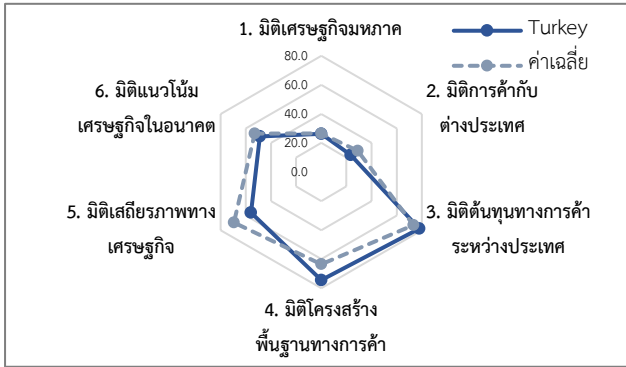 1. มิติเศรษฐกิจมหภาค
Turkey
ค่าเฉลี่ย
80.0
60.0
40.0
20.0
0.0
2. มิติการค้ากับ
ต่างประเทศ
3. มิติต้นทุนทางการค้า
ระหว่างประเทศ
4. มิติโครงสร้าง
พื้นฐานทางการค้า
5. มิติเสถียรภาพทาง
เศรษฐกิจ
6. มิติแนวโน้ม
เศรษฐกิจในอนาคต